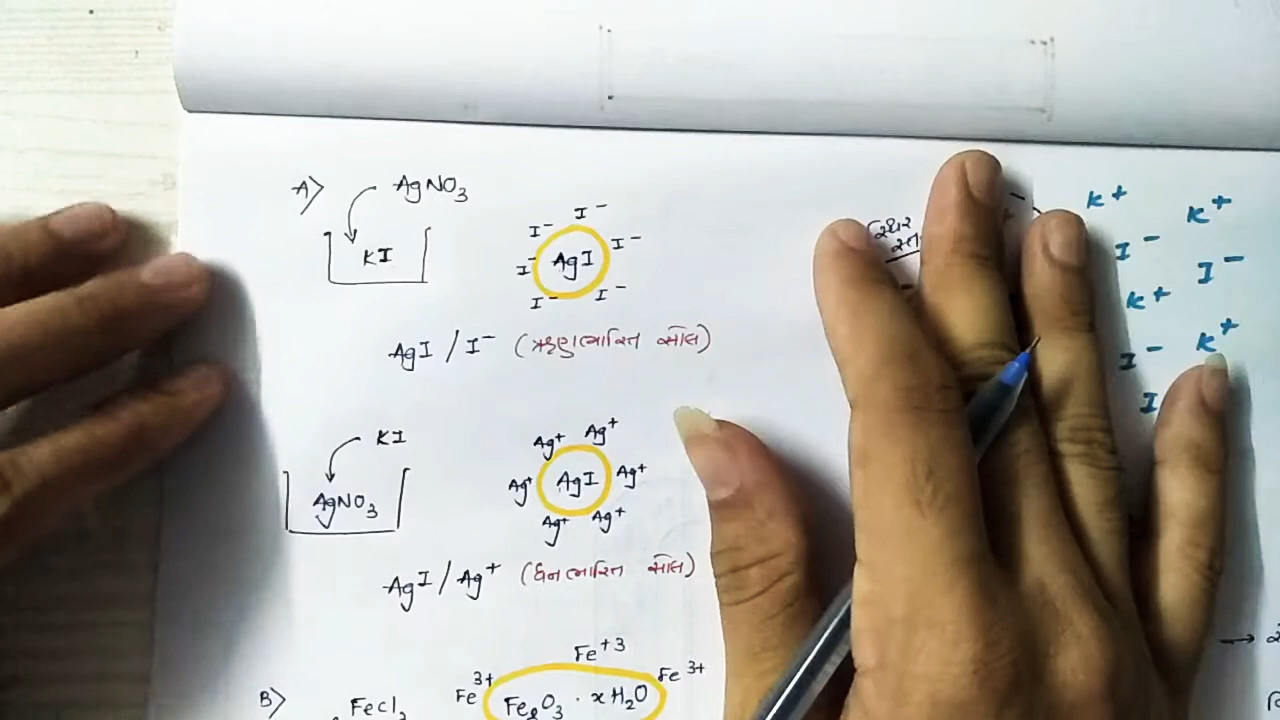 A> AgNO₃
KI
I⁻ I⁻ I⁻ I⁻ I⁻ I⁻
AgI
AgI / I⁻ (ઋણભારિત સોલ)
KI
AgNO₃
Ag⁺ Ag⁺ Ag⁺ Ag⁺ Ag⁺ Ag⁺
AgI
AgI / Ag⁺ (ધનભારિત સોલ)
B>
Fe³⁺ Fe⁺³ Fe³⁺
Fe₂O₃ · xH₂O
K⁺ K⁺
I⁻ I⁻
K⁺ K⁺
I⁻
I